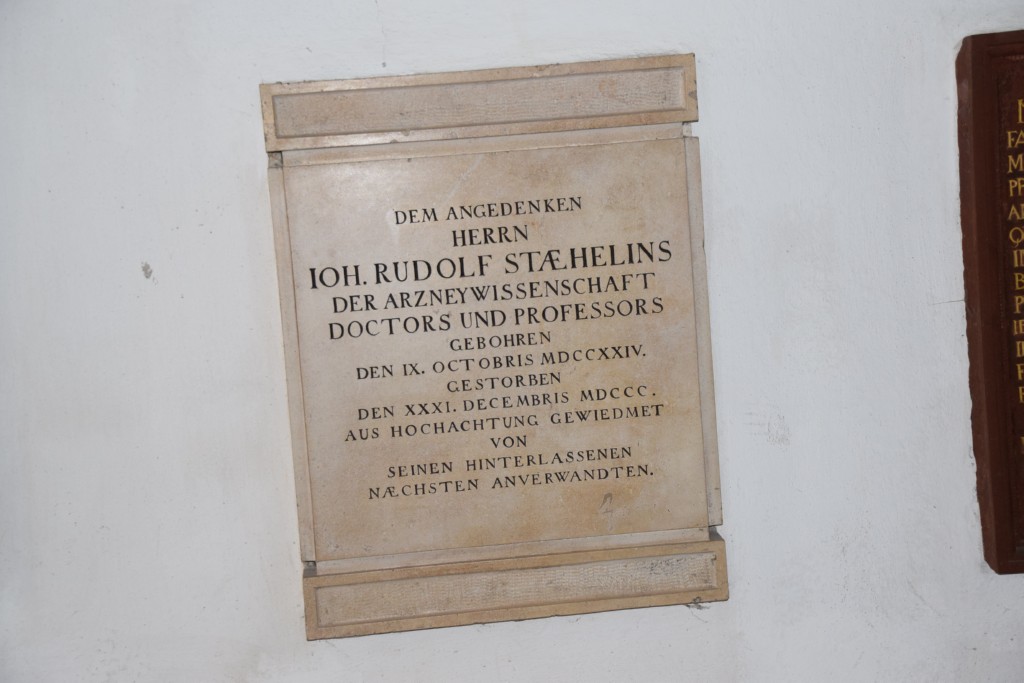 DEM ANGEDENKEN
HERRN
IOH. RUDOLF STÆHELINS
DER ARZNEYWISSENSCHAFT
DOCTORS UND PROFESSORS
GEBOHREN
DEN IX. OCTOBRIS MDCCXXIV.
GESTORBEN
DEN XXXI. DECEMBRIS MDCCC.
AUS HOCHACHTUNG GEWIEDMET
VON
SEINEN HINTERLASSENEN
NÆCHSTEN ANVERWANDTEN.